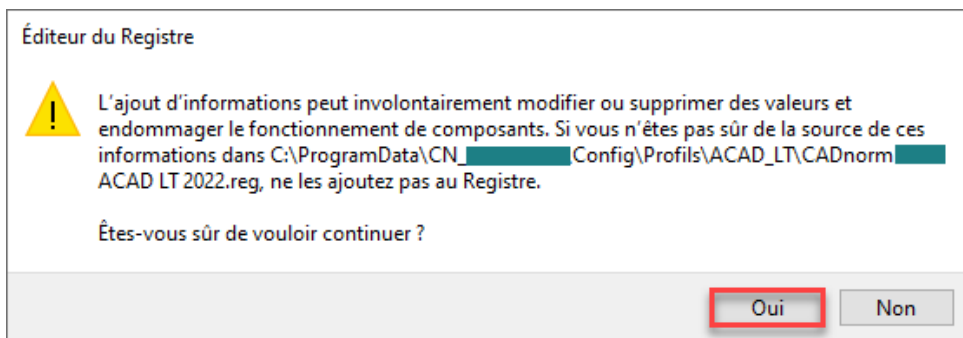 Éditeur du Registre
L'ajout d'informations peut involontairement modifier ou supprimer des valeurs et
endommager le fonctionnement de composants. Si vous n'êtes pas sûr de la source de ces
informations dans C:\ProgramData\CN_ Config\Profils\ACAD_LT\CADnorm
ACAD LT 2022.reg, ne les ajoutez pas au Registre.
Êtes-vous sûr de vouloir continuer ?
Oui Non